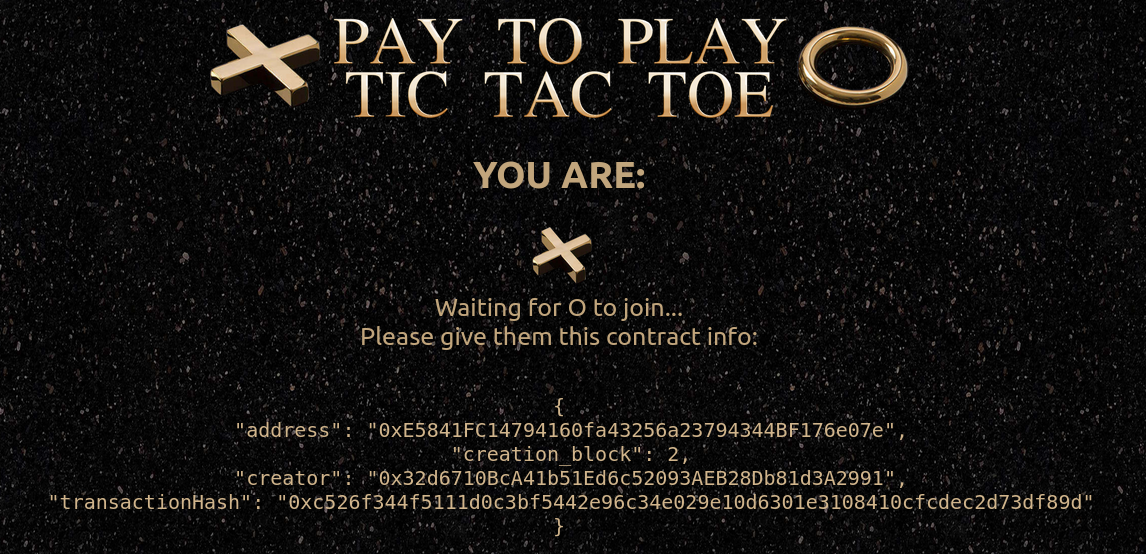 PAY TO PLAY
TIC TAC TOE
YOU ARE:
Waiting for O to join...
Please give them this contract info:
{
"address": "0xE5841FC14794160fa43256a23794344BF176e07e",
"creation_block": 2,
"creator": "0x32d6710BcA41b51Ed6c52093AEB28Db81d3A2991",
"transactionHash": "0xc526f344f5111d0c3bf5442e96c34e029e10d6301e3108410cfcdec2d73df89d"
}